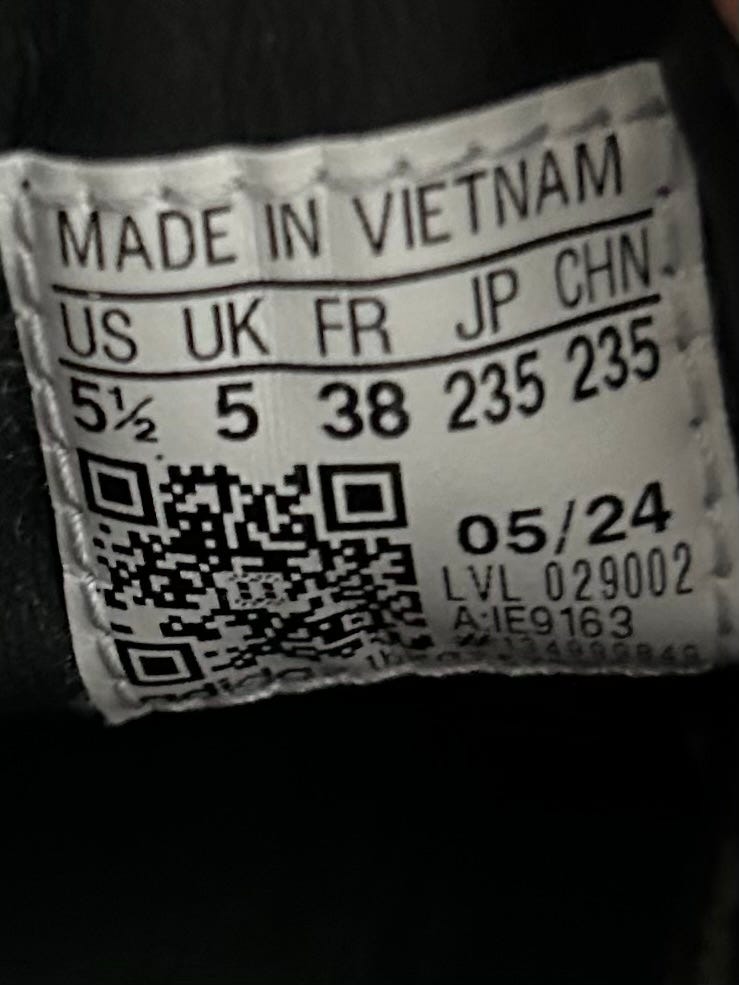 MADE IN VIETNAM
US UK FR JP CHN
5½ 5 38 235 235
05/24
LVL 029002
A:IE9163